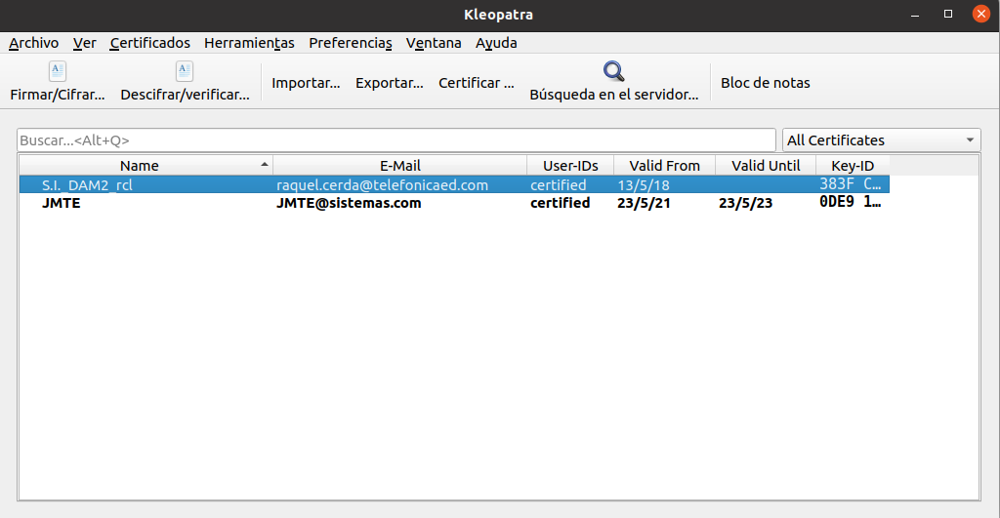 Kleopatra
Archivo Ver Certificados Herramientas Preferencias Ventana Ayuda
Firmar/Cifrar... Descifrar/verificar... Importar... Exportar... Certificar ... Búsqueda en el servidor... Bloc de notas
Buscar...<Alt+Q> All Certificates
Name E-Mail User-IDs Valid From Valid Until Key-ID
S.I._DAM2_rcl raquel.cerda@telefonicaed.com certified 13/5/18 383F C...
JMTE JMTE@sistemas.com certified 23/5/21 23/5/23 0DE9 1...